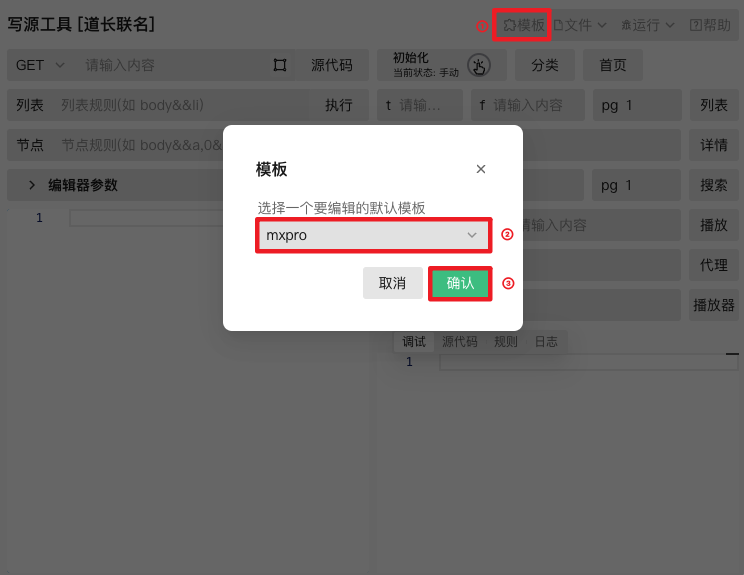 写源工具 [道长联名]
① 模板 文件 运行 帮助
GET 请输入内容 源代码
初始化
当前状态: 手动
分类 首页
列表 列表规则(如 body&&li) 执行
t 请输... f 请输入内容 pg 1 列表
节点 节点规则(如 body&&a,0& 详情
编辑器参数
pg 1 搜索
1
请输入内容 播放
代理
播放器
模板
选择一个要编辑的默认模板
mxpro ②
取消 确认 ③
调试 源代码 规则 日志
1